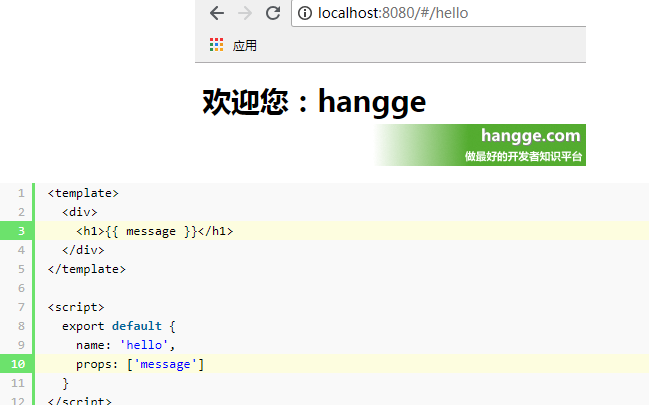 localhost:8080/#/hello
应用
欢迎您：hangge
hangge.com
做最好的开发者知识平台
1 <template>
2 <div>
3 <h1>{{ message }}</h1>
4 </div>
5 </template>
6
7 <script>
8 export default {
9 name: 'hello',
10 props: ['message']
11 }
12 </script>